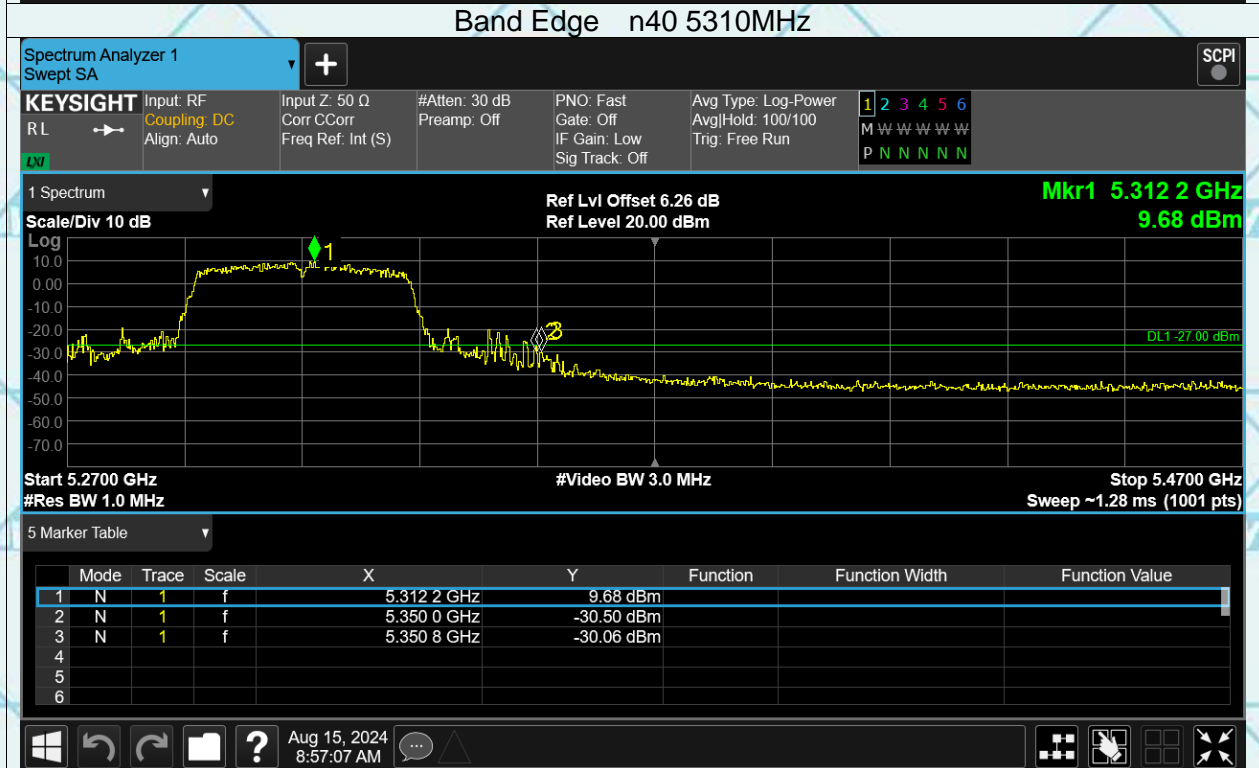 Band Edge n40 5310MHz
Spectrum Analyzer 1
Swept SA
+
SCPI
KEYSIGHT
RL
LXI
Input: RF
Coupling: DC
Align: Auto
Input Z: 50 Ω
Corr CCorr
Freq Ref: Int (S)
#Atten: 30 dB
Preamp: Off
PNO: Fast
Gate: Off
IF Gain: Low
Sig Track: Off
Avg Type: Log-Power
Avg|Hold: 100/100
Trig: Free Run
1 2 3 4 5 6
M W W W W W
P N N N N N
1 Spectrum
Scale/Div 10 dB
Ref Lvl Offset 6.26 dB
Ref Level 20.00 dBm
Mkr1 5.312 2 GHz
9.68 dBm
Log
10.0
0.00
-10.0
-20.0
-30.0
-40.0
-50.0
-60.0
-70.0
1
2
3
DL1 -27.00 dBm
Start 5.2700 GHz
#Video BW 3.0 MHz
Stop 5.4700 GHz
#Res BW 1.0 MHz
Sweep ~1.28 ms (1001 pts)
5 Marker Table
Mode Trace Scale X Y Function Function Width Function Value
1 N 1 f 5.312 2 GHz 9.68 dBm
2 N 1 f 5.350 0 GHz -30.50 dBm
3 N 1 f 5.350 8 GHz -30.06 dBm
4
5
6
?
Aug 15, 2024
8:57:07 AM